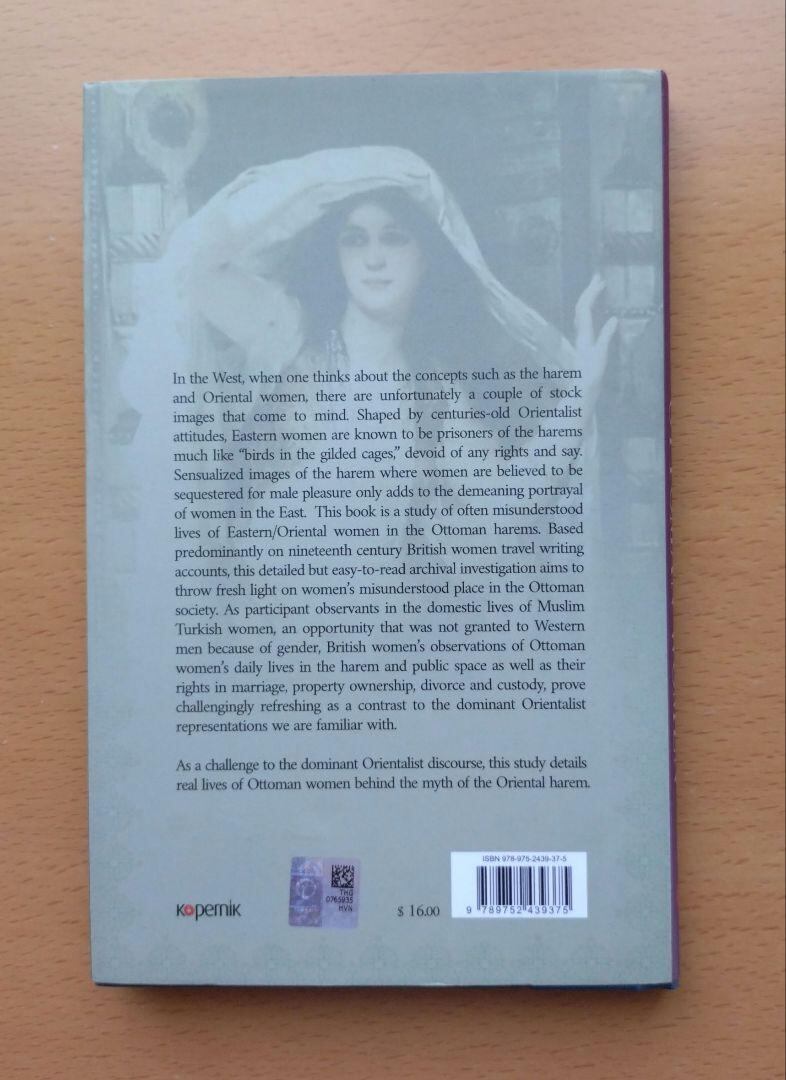 In the West, when one thinks about the concepts such as the harem
and Oriental women, there are unfortunately a couple of stock
images that come to mind. Shaped by centuries-old Orientalist
attitudes, Eastern women are known to be prisoners of the harems
much like “birds in the gilded cages,” devoid of any rights and say.
Sensualized images of the harem where women are believed to be
sequestered for male pleasure only adds to the demeaning portrayal
of women in the East. This book is a study of often misunderstood
lives of Eastern/Oriental women in the Ottoman harems. Based
predominantly on nineteenth century British women travel writing
accounts, this detailed but easy-to-read archival investigation aims to
throw fresh light on women’s misunderstood place in the Ottoman
society. As participant observants in the domestic lives of Muslim
Turkish women, an opportunity that was not granted to Western
men because of gender, British women’s observations of Ottoman
women’s daily lives in the harem and public space as well as their
rights in marriage, property ownership, divorce and custody, prove
challengingly refreshing as a contrast to the dominant Orientalist
representations we are familiar with.
As a challenge to the dominant Orientalist discourse, this study details
real lives of Ottoman women behind the myth of the Oriental harem.
kopernik
THG
0765935
HVN
$ 16.00
ISBN 978-975-2439-37-5
9 789752 439375